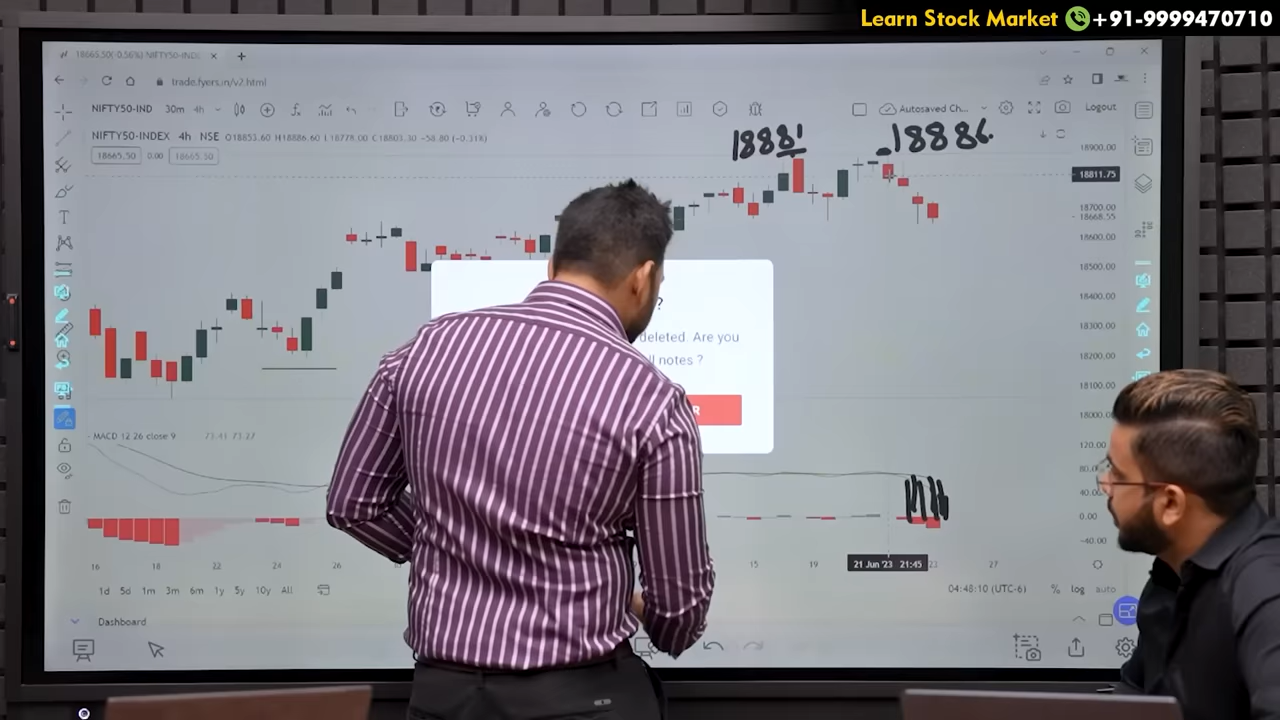 Learn Stock Market +91-9999470710
18665.50(-0.56%) NIFTY50-INDE
trade.fyers.in/v2.html
NIFTY50-IND 30m 4h Autosaved Ch... Logout
NIFTY50-INDEX 4h NSE O18853.60 H18886.60 L18778.00 C18803.30 -58.80 (-0.31%)
18665.50 0.00 18665.50
18881
18886
18900.00
18811.75
18700.00
18668.55
18600.00
18500.00
18400.00
18300.00
18200.00
18100.00
18000.00
?
deleted. Are you
ll notes ?
R
MACD 12 26 close 9 73.41 73.27
120.00
80.0
40.00
0.00
-40.00
16 18 22 24 26 15 19 21 Jun '23 21:45 23 27
1d 5d 1m 3m 6m 1y 5y 10y All 04:48:10 (UTC-6) % log auto
Dashboard